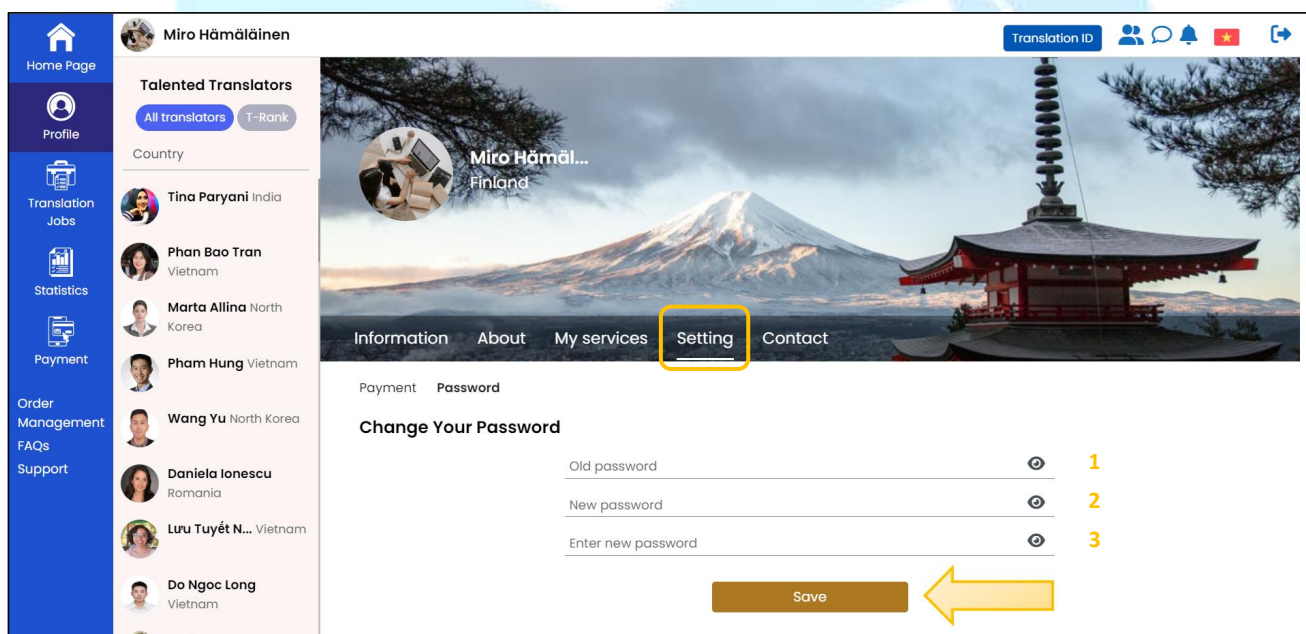 Miro Hämäläinen
Translation ID
Home Page
Profile
Translation
Jobs
Statistics
Payment
Order
Management
FAQs
Support
Talented Translators
All translators T-Rank
Country
Tina Paryani India
Phan Bao Tran
Vietnam
Marta Allina North
Korea
Pham Hung Vietnam
Wang Yu North Korea
Daniela Ionescu
Romania
Lưu Tuyết N... Vietnam
Do Ngoc Long
Vietnam
Miro Hämäl...
Finland
Information About My services Setting Contact
Payment Password
Change Your Password
Old password 1
New password 2
Enter new password 3
Save